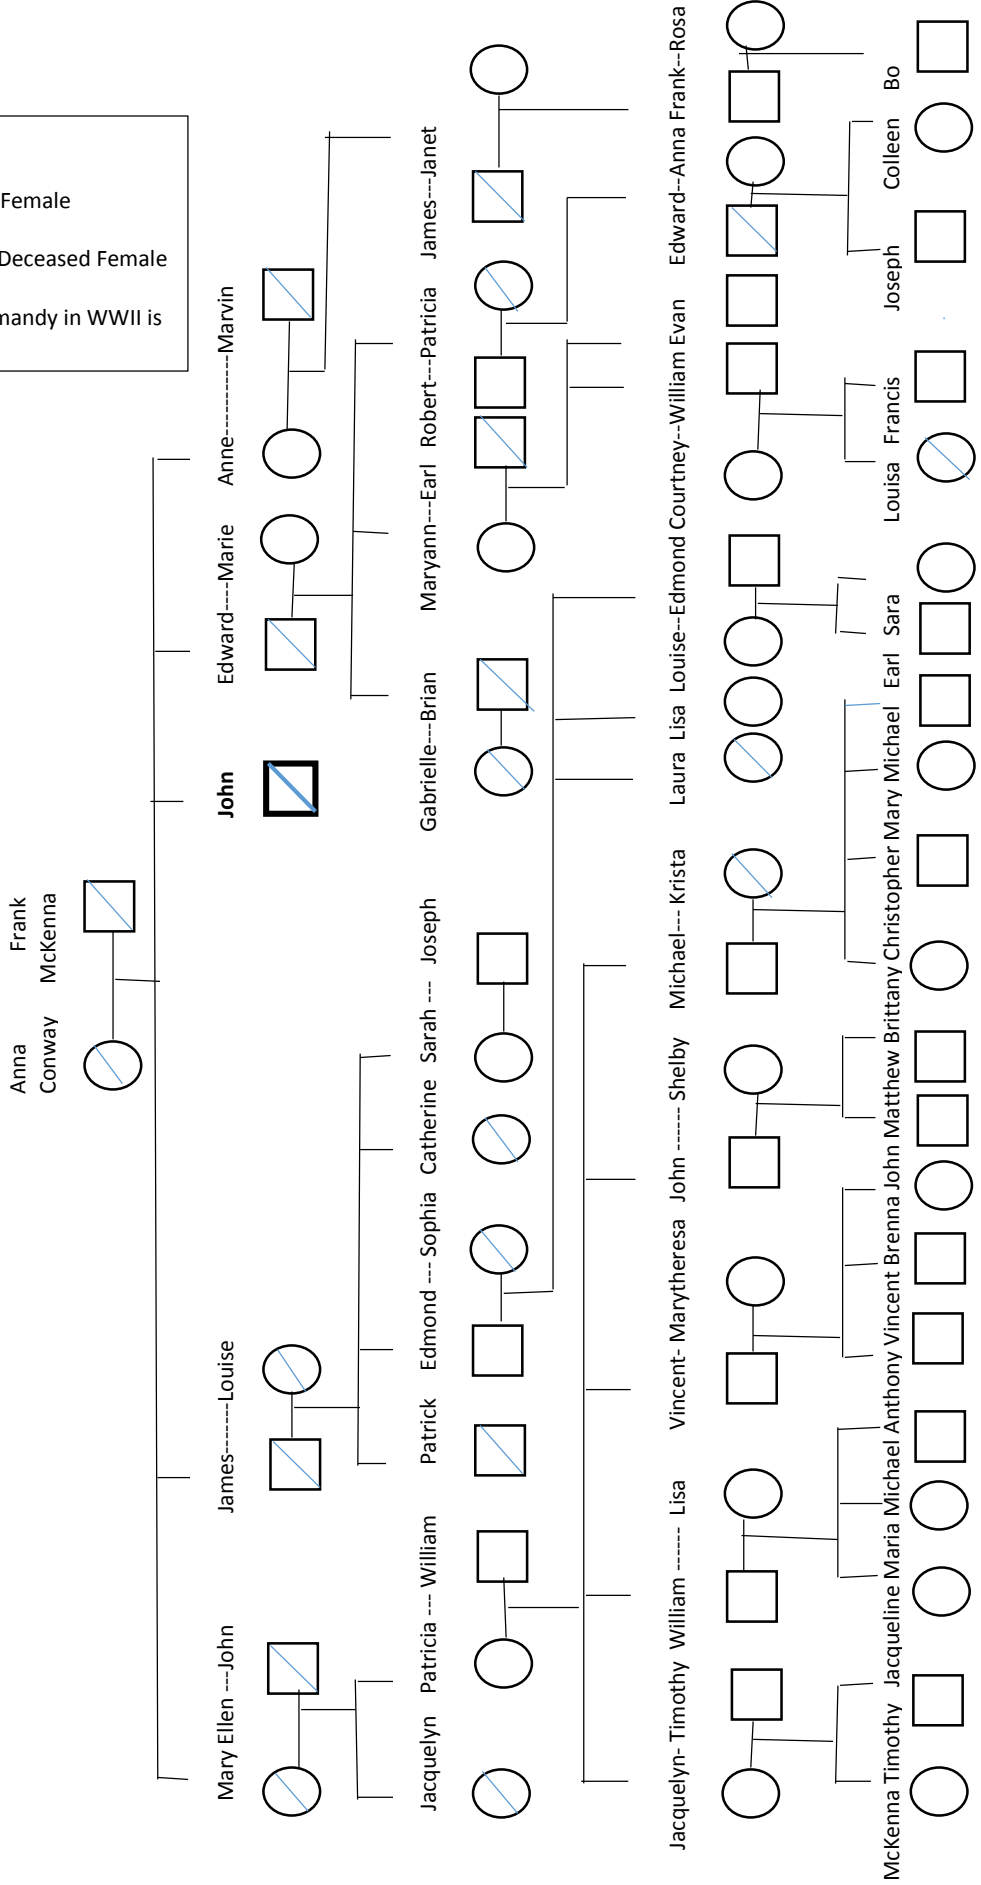 Female
Deceased Female
mandy in WWII is
Anna
Conway
Frank
McKenna
Mary Ellen ---John
James--------Louise
John
Edward----Marie
Anne------------Marvin
Jacquelyn
Patricia --- William
Patrick
Edmond --- Sophia
Catherine
Sarah ---
Joseph
Gabrielle---Brian
Maryann---Earl
Robert---Patricia
James---Janet
Jacquelyn- Timothy
William ------ Lisa
Vincent- Marytheresa
John ------ Shelby
Michael--- Krista
Laura
Lisa
Louise--Edmond
Courtney--William
Evan
Edward--Anna
Frank--Rosa
McKenna
Timothy
Jacqueline
Maria
Michael
Anthony
Vincent
Brenna
John
Matthew
Brittany
Christopher
Mary
Michael
Earl
Sara
Louisa
Francis
Joseph
Colleen
Bo